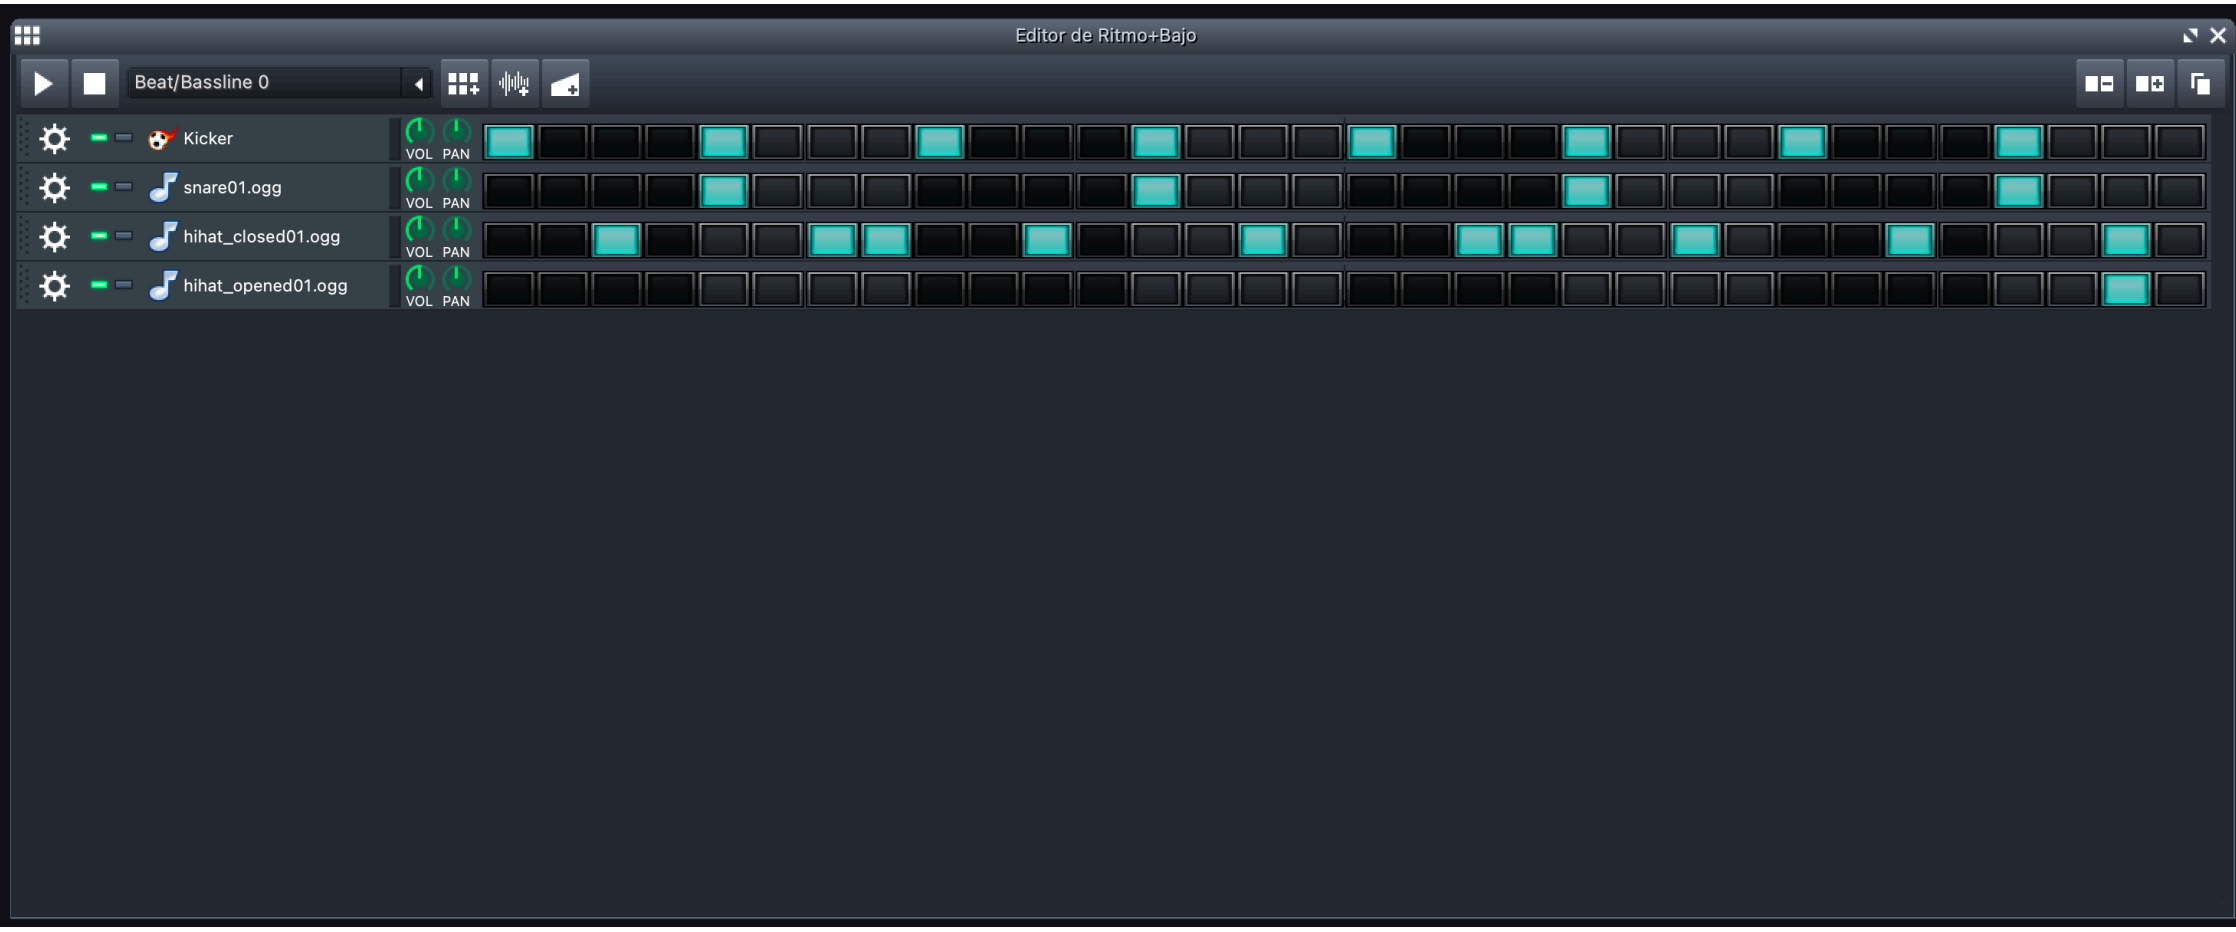 Editor de Ritmo+Bajo
Beat/Bassline 0
Kicker VOL PAN
snare01.ogg VOL PAN
hihat_closed01.ogg VOL PAN
hihat_opened01.ogg VOL PAN